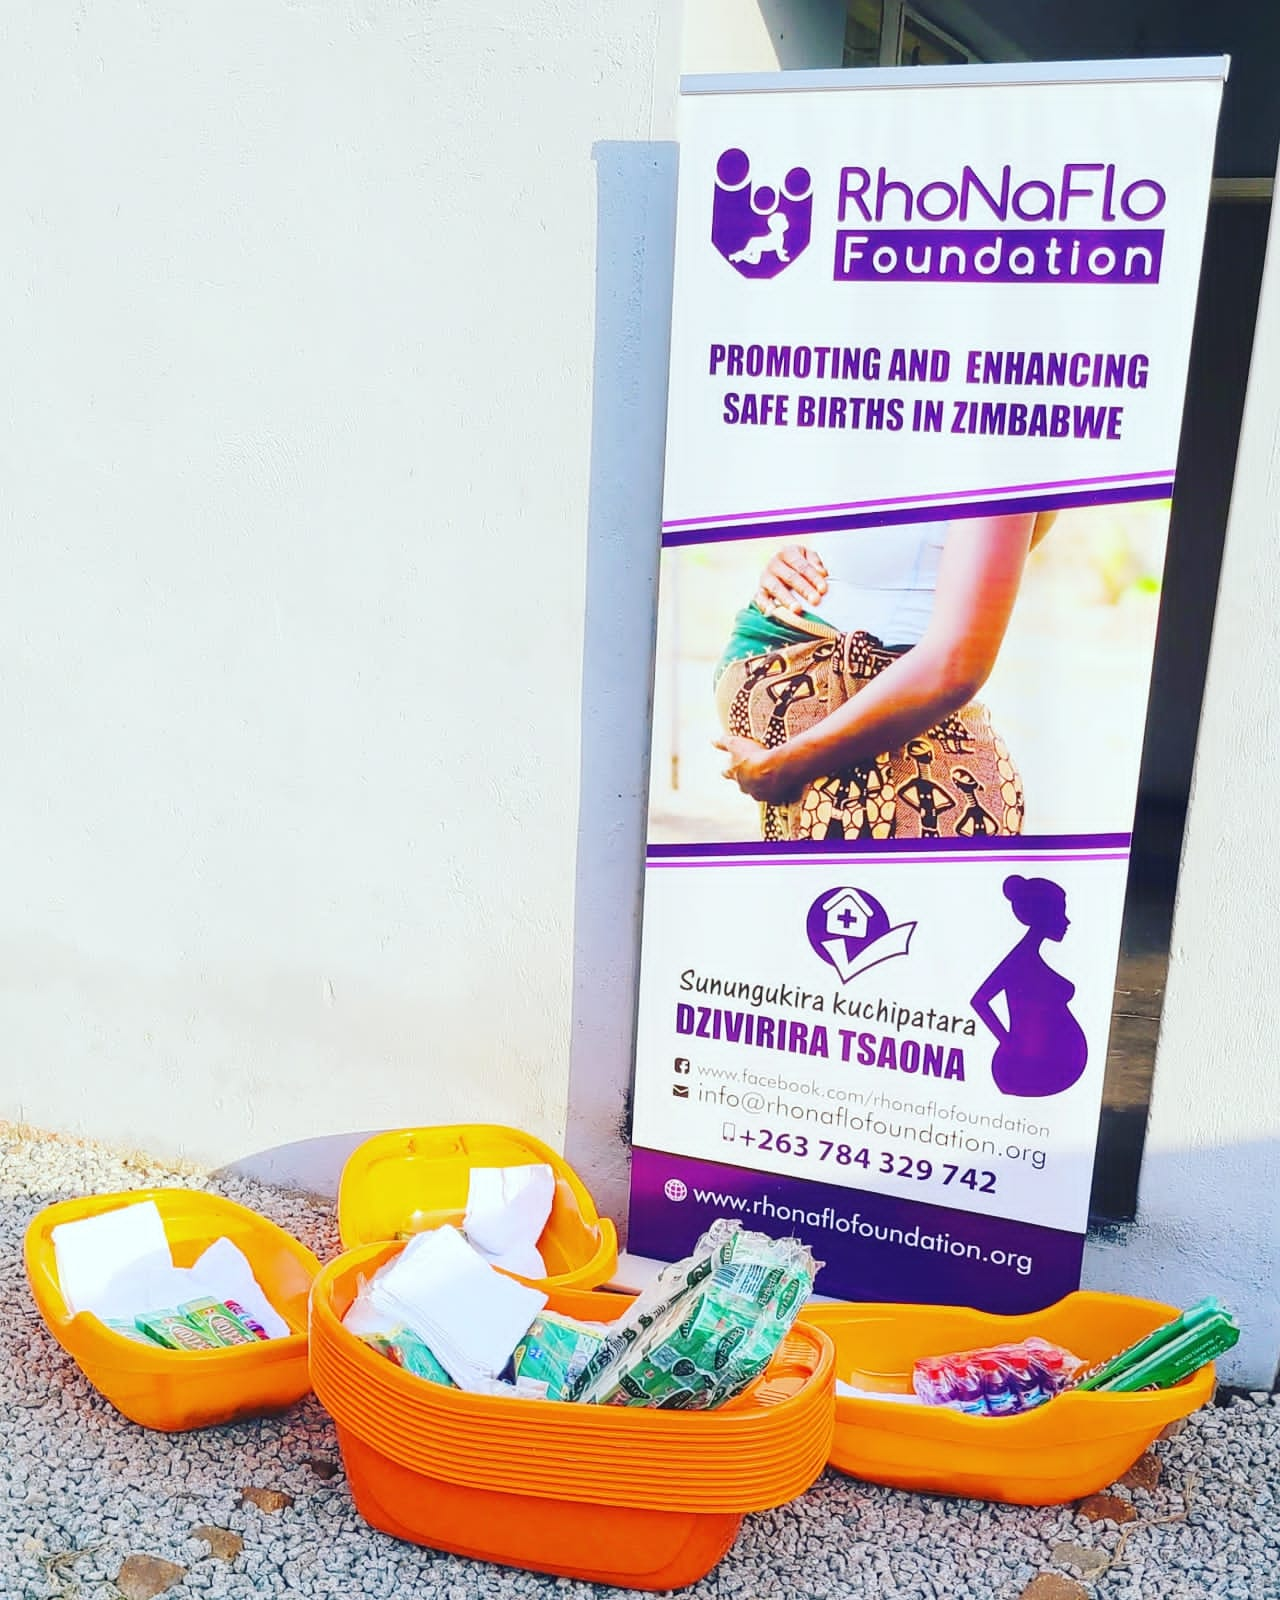 RhoNaFlo
Foundation
PROMOTING AND ENHANCING
SAFE BIRTHS IN ZIMBABWE
Sunungukira kuchipatara
DZIVIRIRA TSAONA
www.facebook.com/rhonaflofoundation
info@rhonaflofoundation.org
+263 784 329 742
www.rhonaflofoundation.org